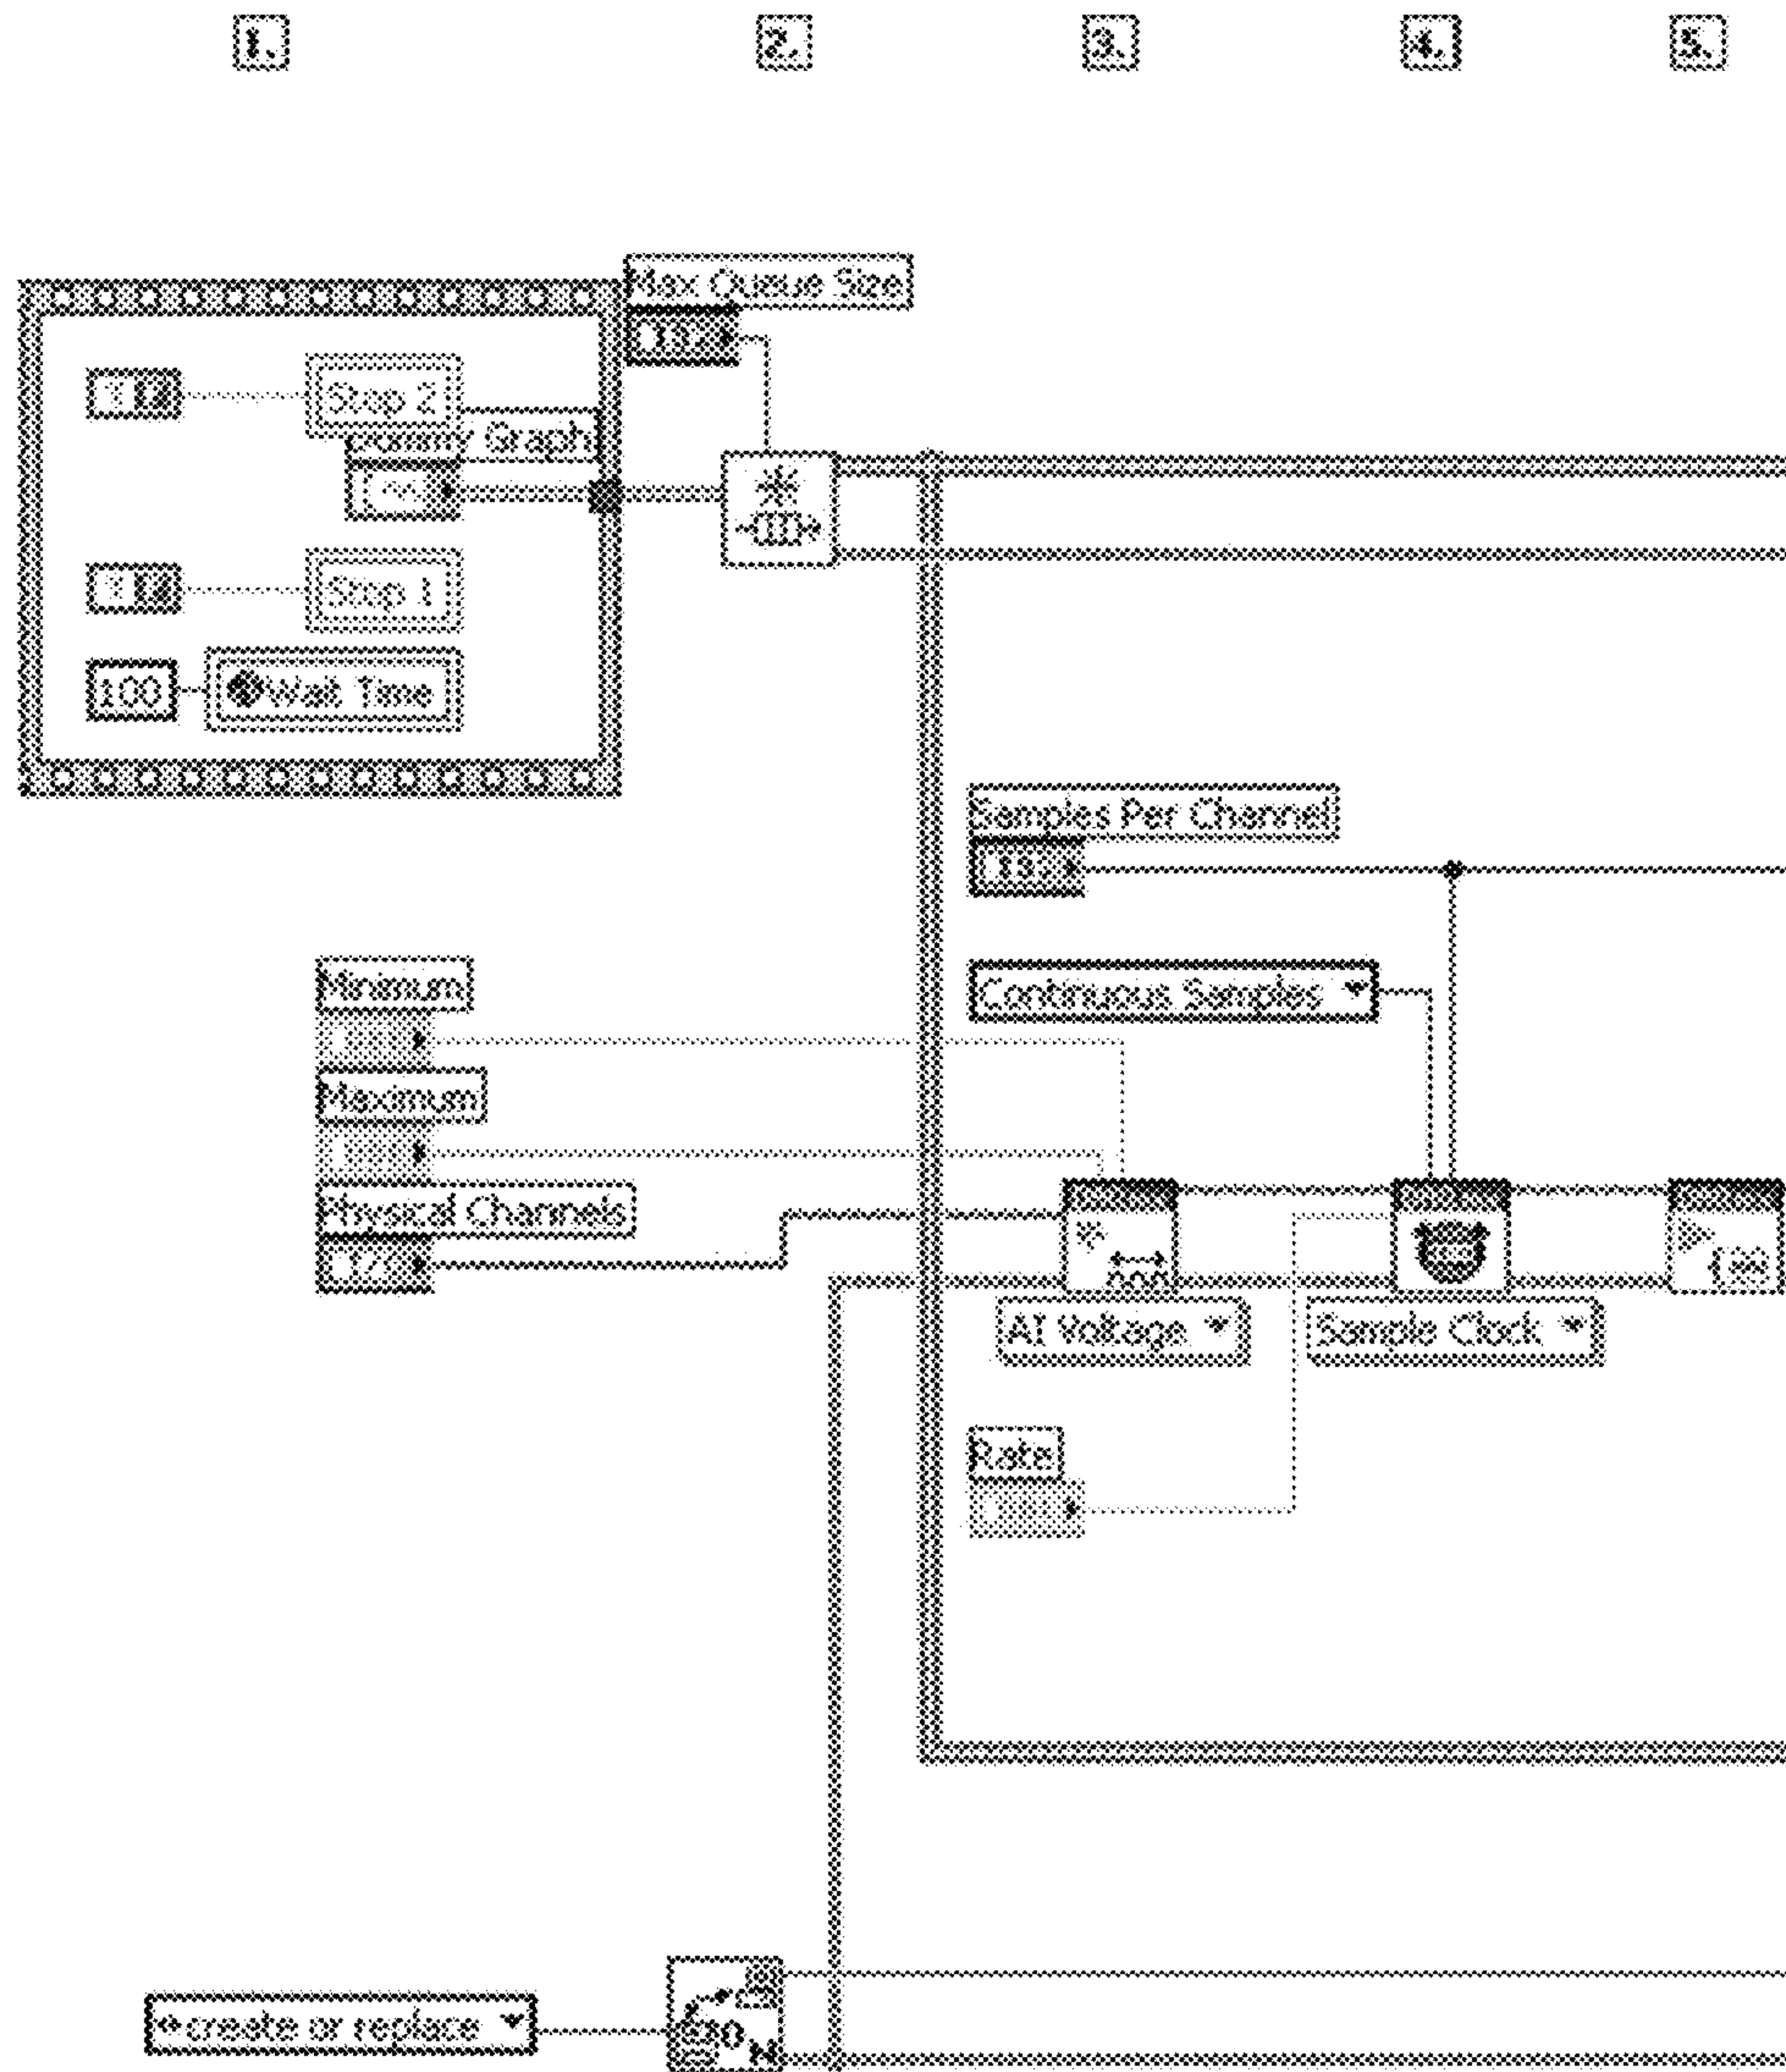 1. 2. 3. 4. 5.
Max Queue Size
Stop 2
Graph
Stop 1
100 Wait Time
Samples Per Channel
Minimum
Continuous Samples
Maximum
Physical Channels
AI Voltage
Sample Clock
Rate
create or replace